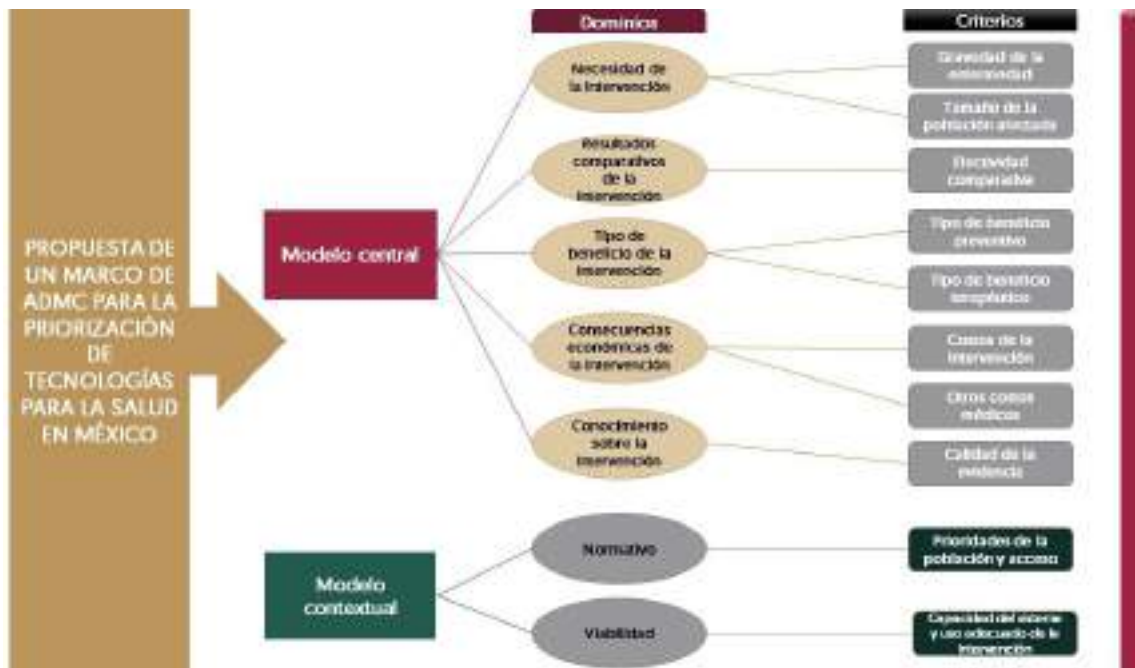 Dominios
Criterios
PROPUESTA DE
UN MARCO DE
ADMC PARA LA
PRIORIZACIÓN
DE
TECNOLOGÍAS
PARA LA SALUD
EN MÉXICO
Modelo central
Necesidad de
la intervención
Gravedad de la
enfermedad
Tamaño de la
población afectada
Resultados
comparativos
de la
intervención
Efectividad
comparativa
Tipo de
beneficio de la
intervención
Tipo de beneficio
preventivo
Tipo de beneficio
terapéutico
Consecuencias
económicas de
la intervención
Costos de la
intervención
Otros costos
médicos
Conocimiento
sobre la
intervención
Calidad de la
evidencia
Modelo
contextual
Normativo
Prioridades de la
población y acceso
Viabilidad
Capacidad del sistema
y uso adecuado de la
intervención